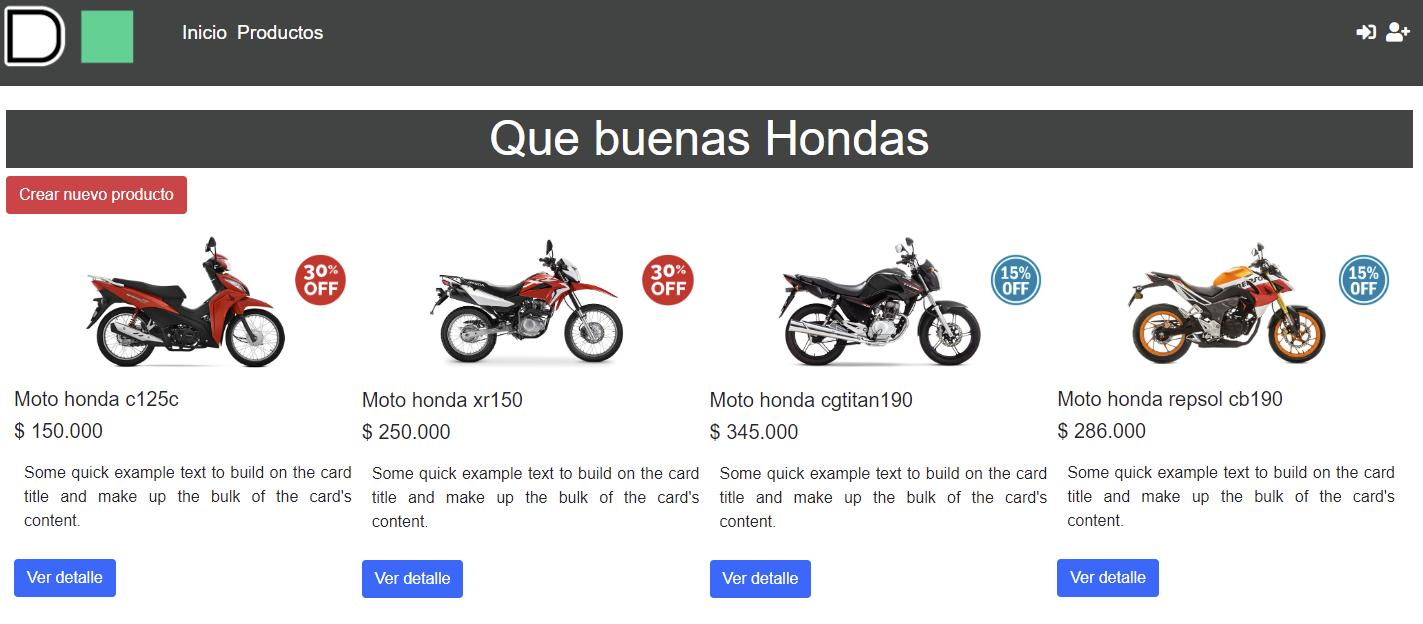 D
Inicio Productos
Que buenas Hondas
Crear nuevo producto
30%
OFF
30%
OFF
15%
OFF
15%
OFF
Moto honda c125c
$ 150.000
Some quick example text to build on the card
title and make up the bulk of the card's
content.
Ver detalle
Moto honda xr150
$ 250.000
Some quick example text to build on the card
title and make up the bulk of the card's
content.
Ver detalle
Moto honda cgtitan190
$ 345.000
Some quick example text to build on the card
title and make up the bulk of the card's
content.
Ver detalle
Moto honda repsol cb190
$ 286.000
Some quick example text to build on the card
title and make up the bulk of the card's
content.
Ver detalle